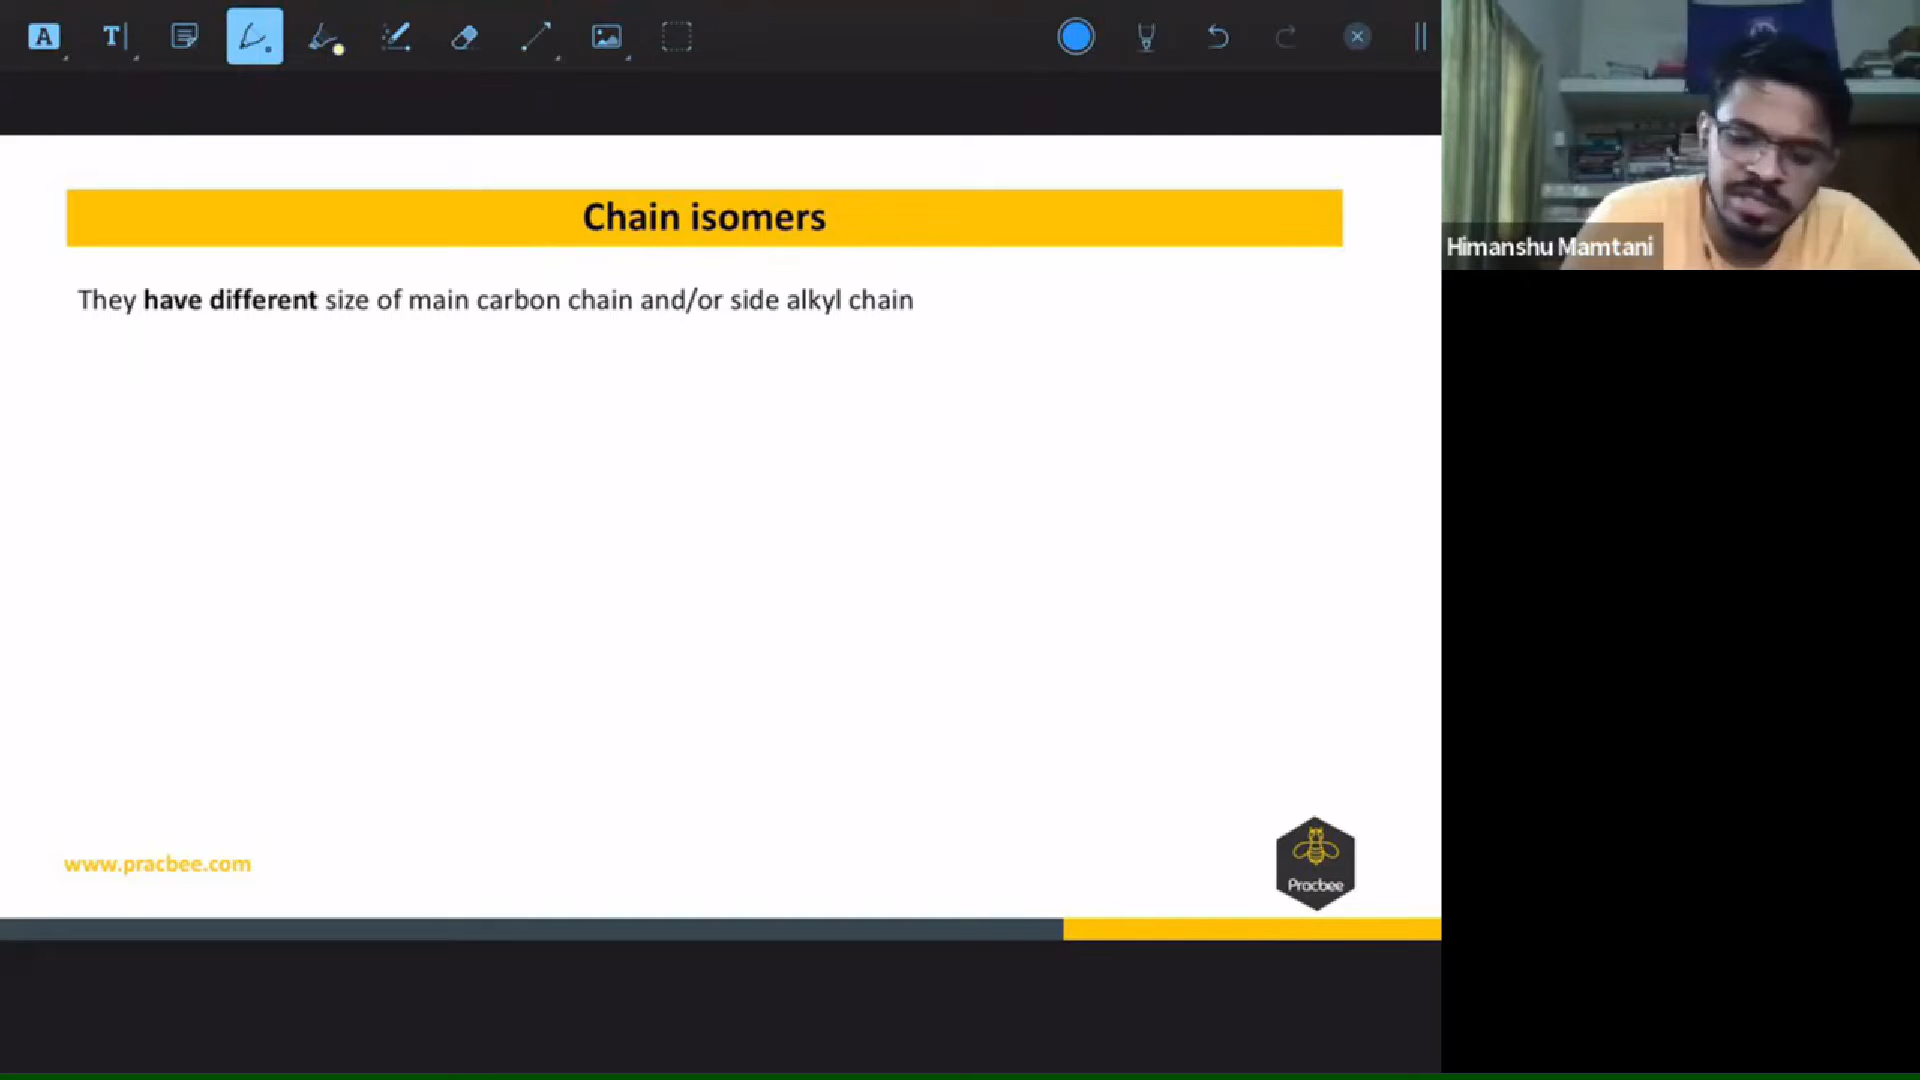 A
T
Himanshu Mamtani
Chain isomers
They have different size of main carbon chain and/or side alkyl chain
www.pracbee.com
Pracbee